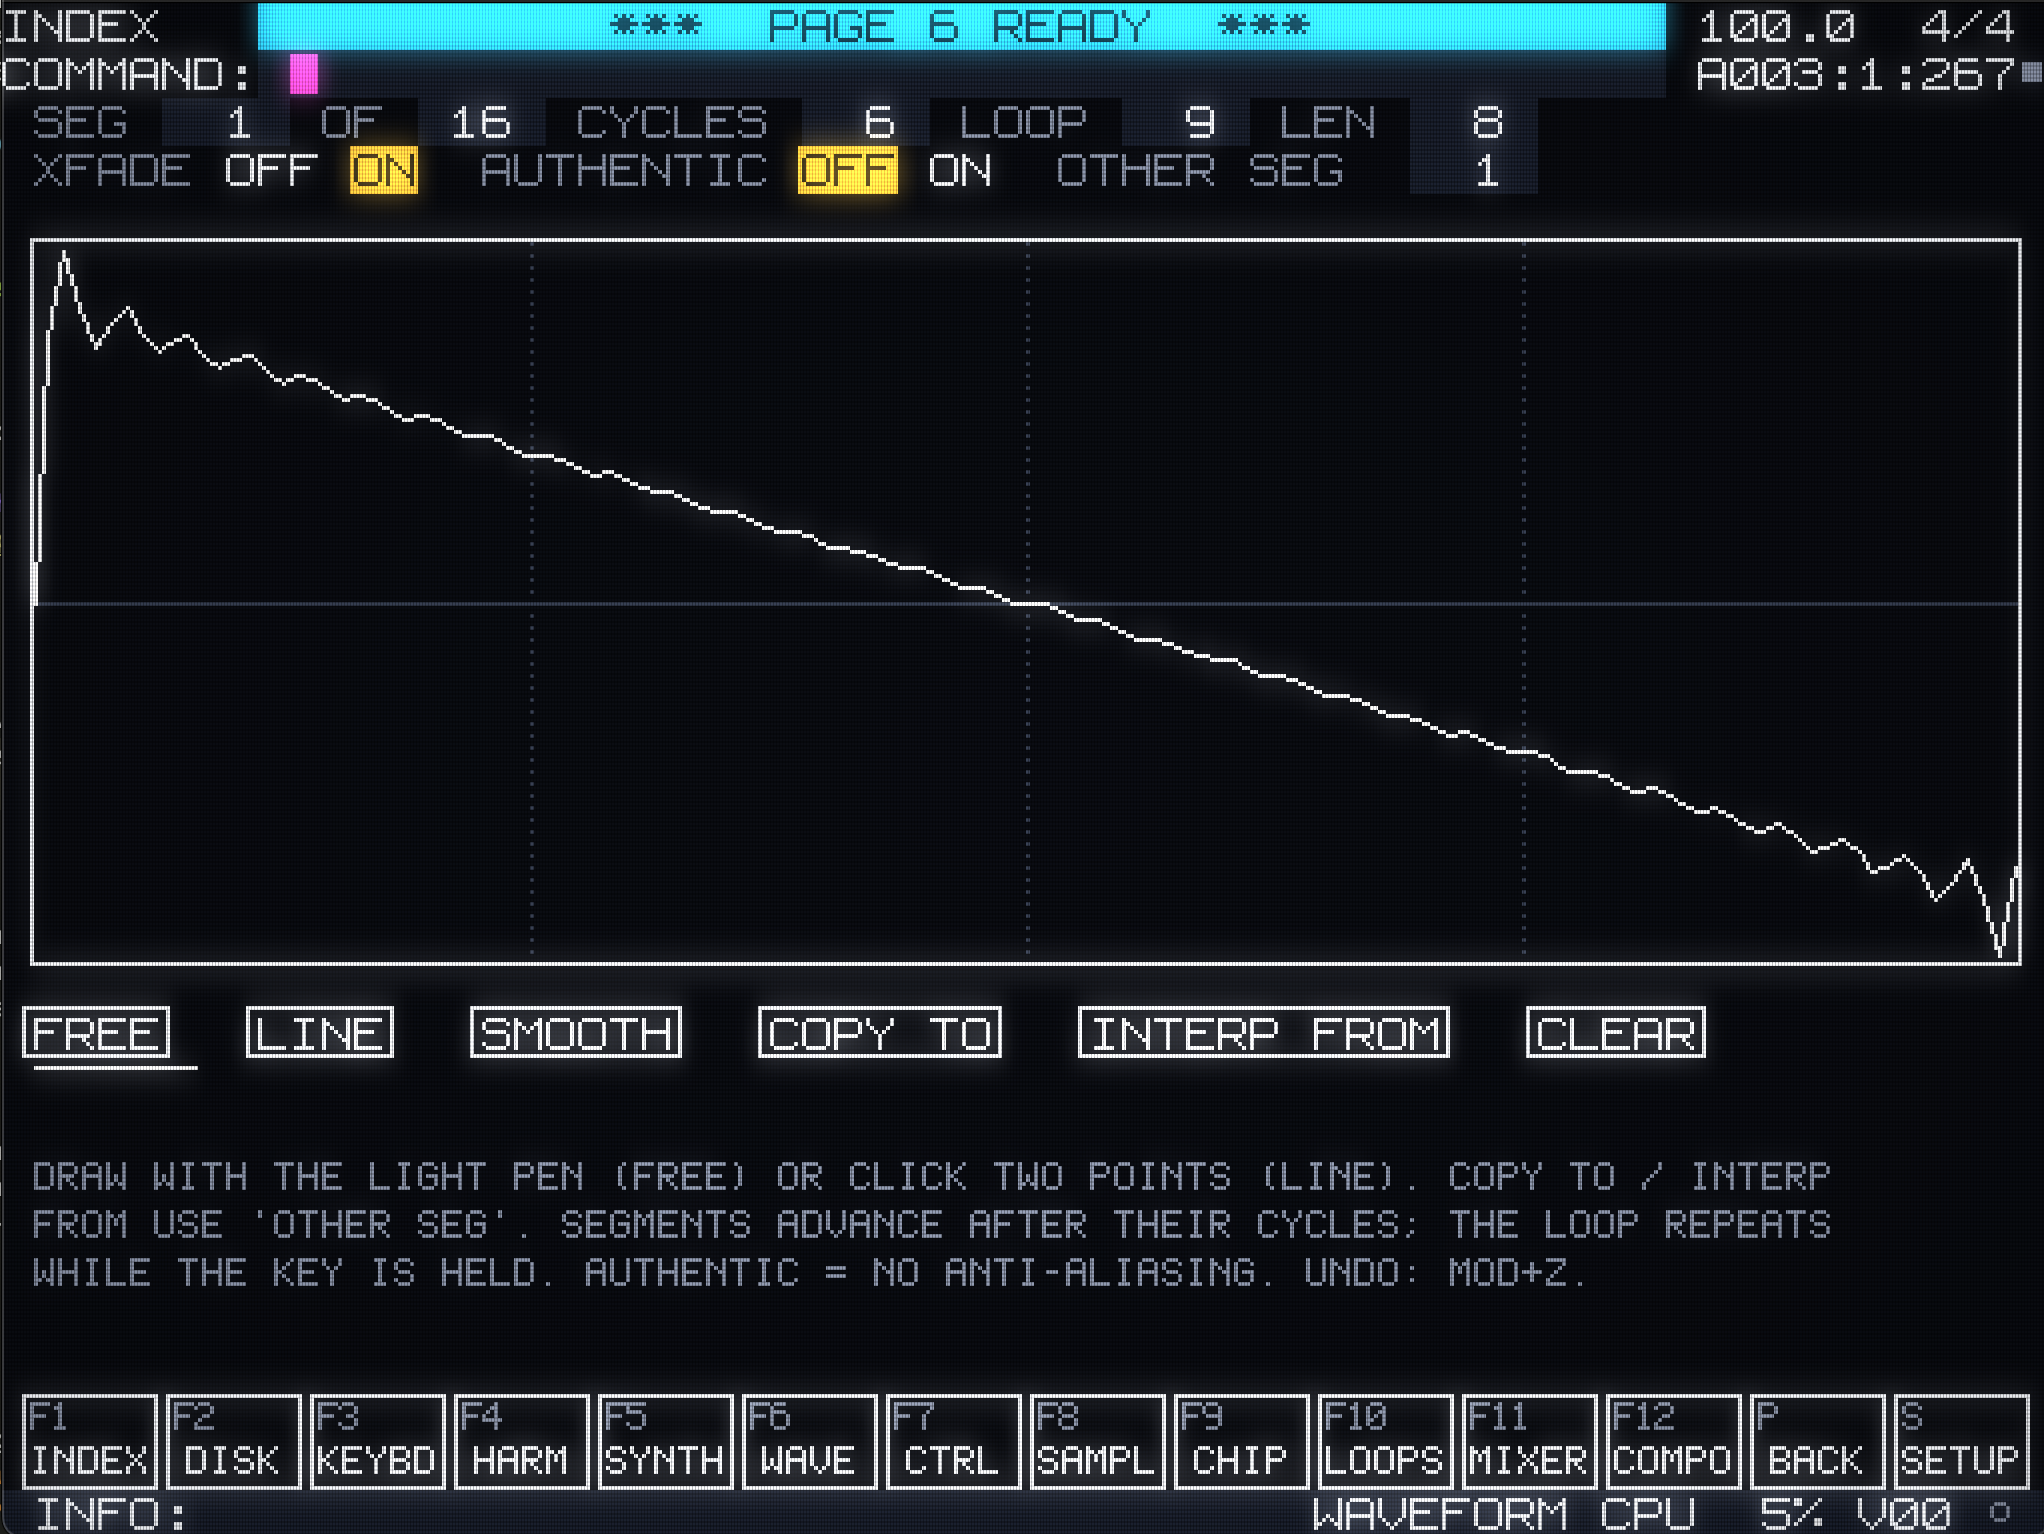 INDEX *** PAGE 6 READY *** 100.0 4/4
COMMAND: A003:1:267
SEG 1 OF 16 CYCLES 6 LOOP 9 LEN 8
XFADE OFF ON AUTHENTIC OFF ON OTHER SEG 1
FREE LINE SMOOTH COPY TO INTERP FROM CLEAR
DRAW WITH THE LIGHT PEN (FREE) OR CLICK TWO POINTS (LINE). COPY TO / INTERP
FROM USE 'OTHER SEG'. SEGMENTS ADVANCE AFTER THEIR CYCLES; THE LOOP REPEATS
WHILE THE KEY IS HELD. AUTHENTIC = NO ANTI-ALIASING. UNDO: MOD+Z.
F1 F2 F3 F4 F5 F6 F7 F8 F9 F10 F11 F12 P S
INDEX DISK KEYBD HARM SYNTH WAVE CTRL SAMPL CHIP LOOPS MIXER COMPO BACK SETUP
INFO: WAVEFORM CPU 5% V00